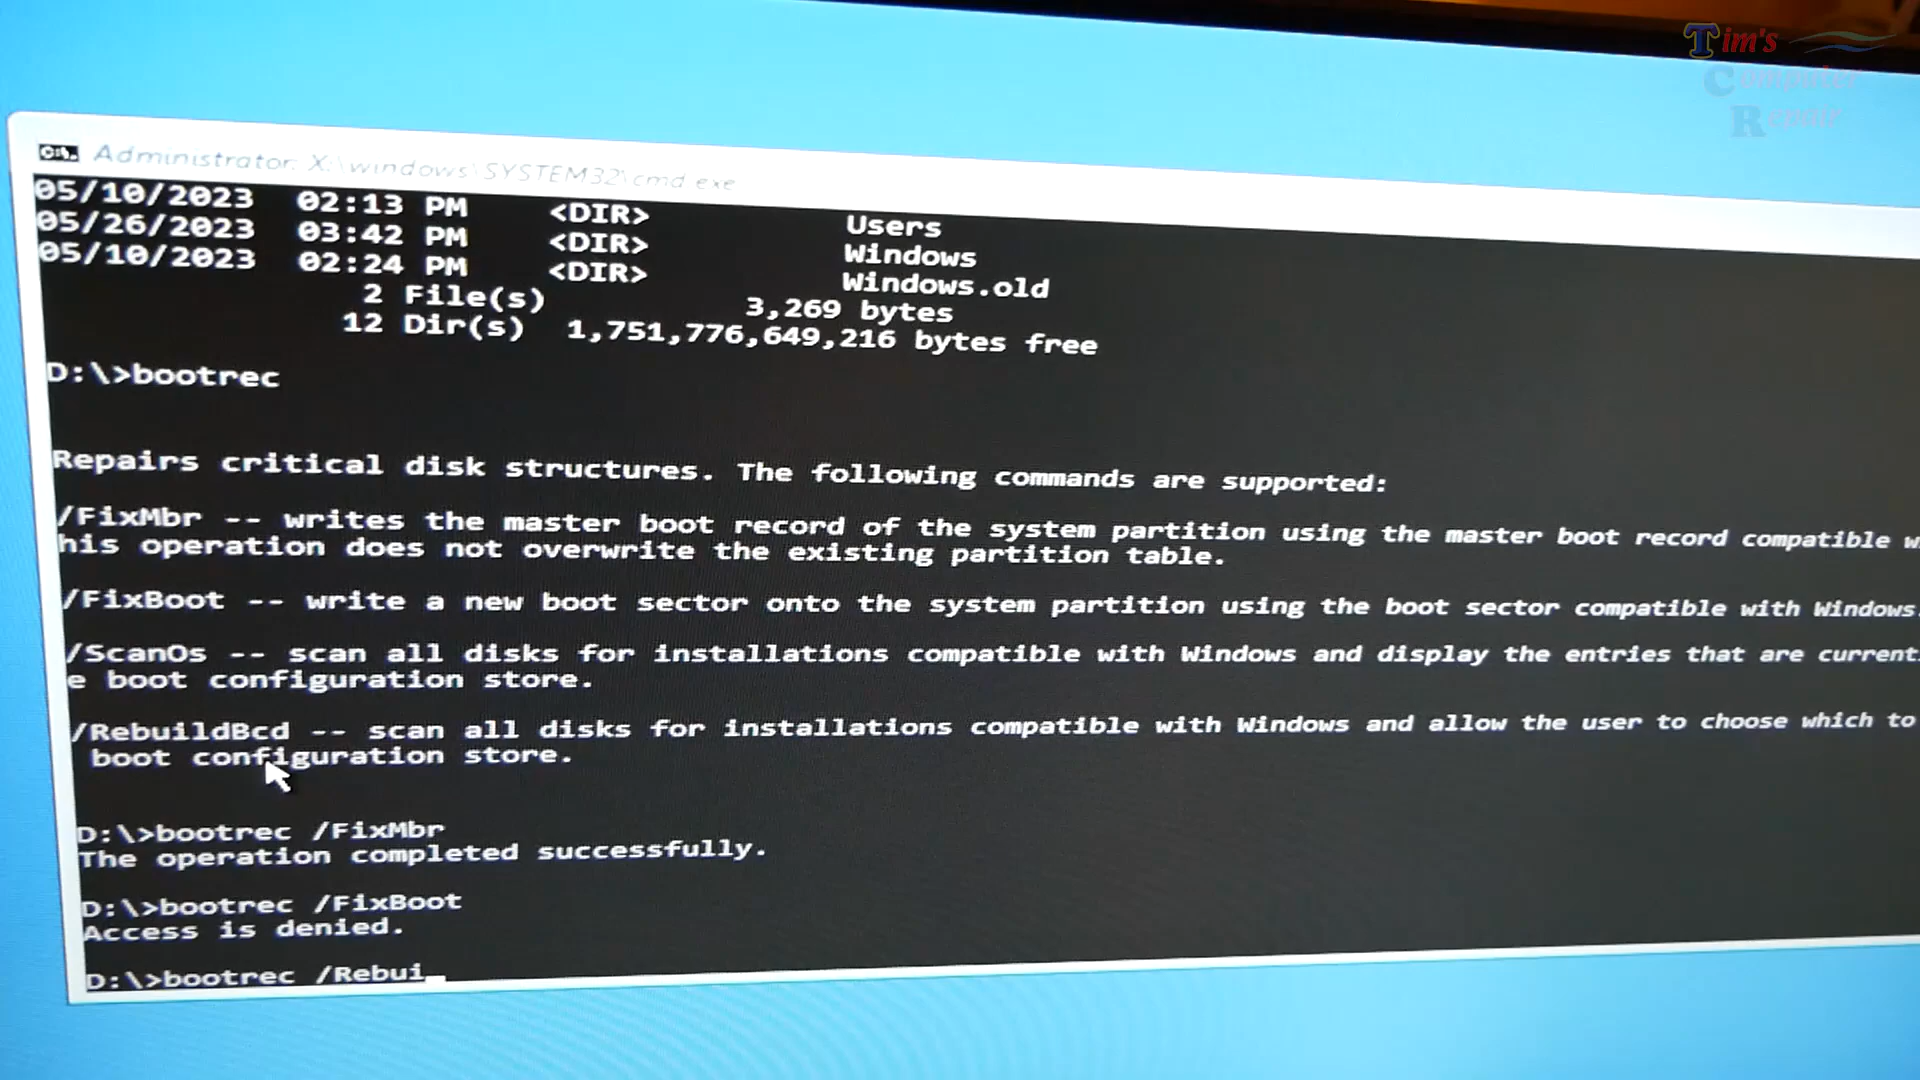 Tim's
Computer
Repair
C:\. Administrator: X:\windows\SYSTEM32\cmd.exe
05/10/2023 02:13 PM <DIR> Users
05/26/2023 03:42 PM <DIR> Windows
05/10/2023 02:24 PM <DIR> Windows.old
2 File(s) 3,269 bytes
12 Dir(s) 1,751,776,649,216 bytes free
D:\>bootrec
Repairs critical disk structures. The following commands are supported:
/FixMbr -- writes the master boot record of the system partition using the master boot record compatible w
his operation does not overwrite the existing partition table.
/FixBoot -- write a new boot sector onto the system partition using the boot sector compatible with Windows.
/ScanOs -- scan all disks for installations compatible with Windows and display the entries that are current
e boot configuration store.
/RebuildBcd -- scan all disks for installations compatible with Windows and allow the user to choose which to
boot configuration store.
D:\>bootrec /FixMbr
The operation completed successfully.
D:\>bootrec /FixBoot
Access is denied.
D:\>bootrec /Rebui_